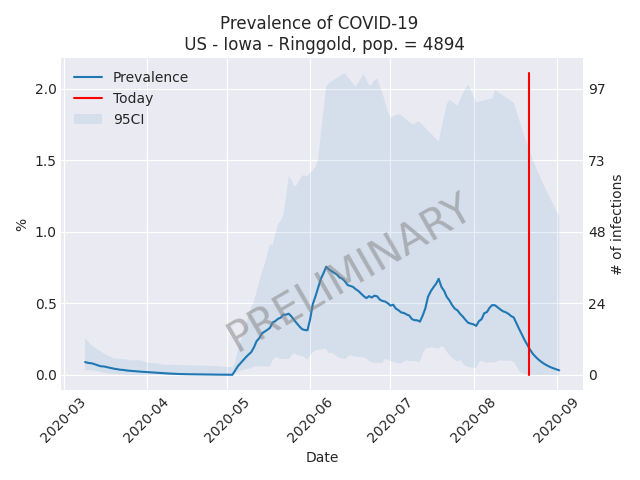 Prevalence of COVID-19
US - Iowa - Ringgold, pop. = 4894
Prevalence
Today
95CI
2.0
1.5
1.0
0.5
0.0
%
97
73
48
24
0
# of infections
PRELIMINARY
2020-03
2020-04
2020-05
2020-06
2020-07
2020-08
2020-09
Date